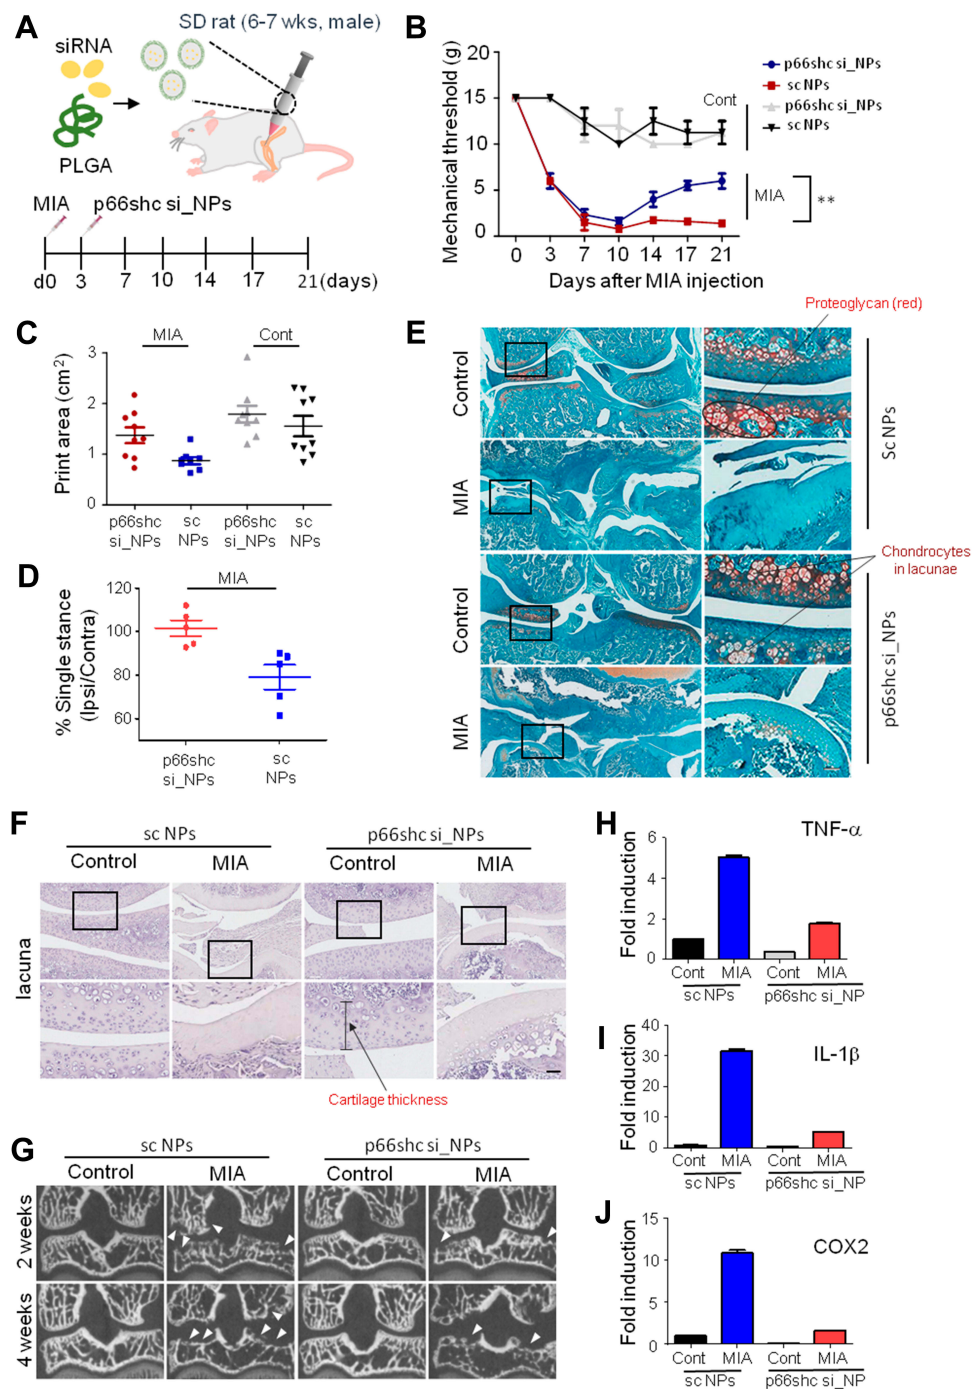 A
SD rat (6-7 wks, male)
siRNA
PLGA
MIA
p66shc si_NPs
d0 3 7 10 14 17 21 (days)
B
Mechanical threshold (g)
20
15
10
5
0
0 3 7 10 14 17 21
Days after MIA injection
p66shc si_NPs
sc NPs
p66shc si_NPs
sc NPs
Cont
MIA
**
C
MIA Cont
Print area (cm-2)
3
2
1
0
p66shc si_NPs
sc NPs
p66shc si_NPs
sc NPs
D
MIA
% Single stance (Ipsi/Contra)
120
100
80
60
p66shc si_NPs
sc NPs
E
Proteoglycan (red)
Control
MIA
Control
MIA
Sc NPs
Chondrocytes in lacunae
p66shc si_NPs
F
sc NPs p66shc si_NPs
Control MIA Control MIA
lacuna
Cartilage thickness
G
sc NPs p66shc si_NPs
Control MIA Control MIA
2 weeks
4 weeks
H
TNF-α
Fold induction
6
4
2
0
Cont MIA Cont MIA
sc NPs p66shc si_NP
I
IL-1β
Fold induction
40
30
20
10
0
Cont MIA Cont MIA
sc NPs p66shc si_NP
J
COX2
Fold induction
15
10
5
0
Cont MIA Cont MIA
sc NPs p66shc si_NP